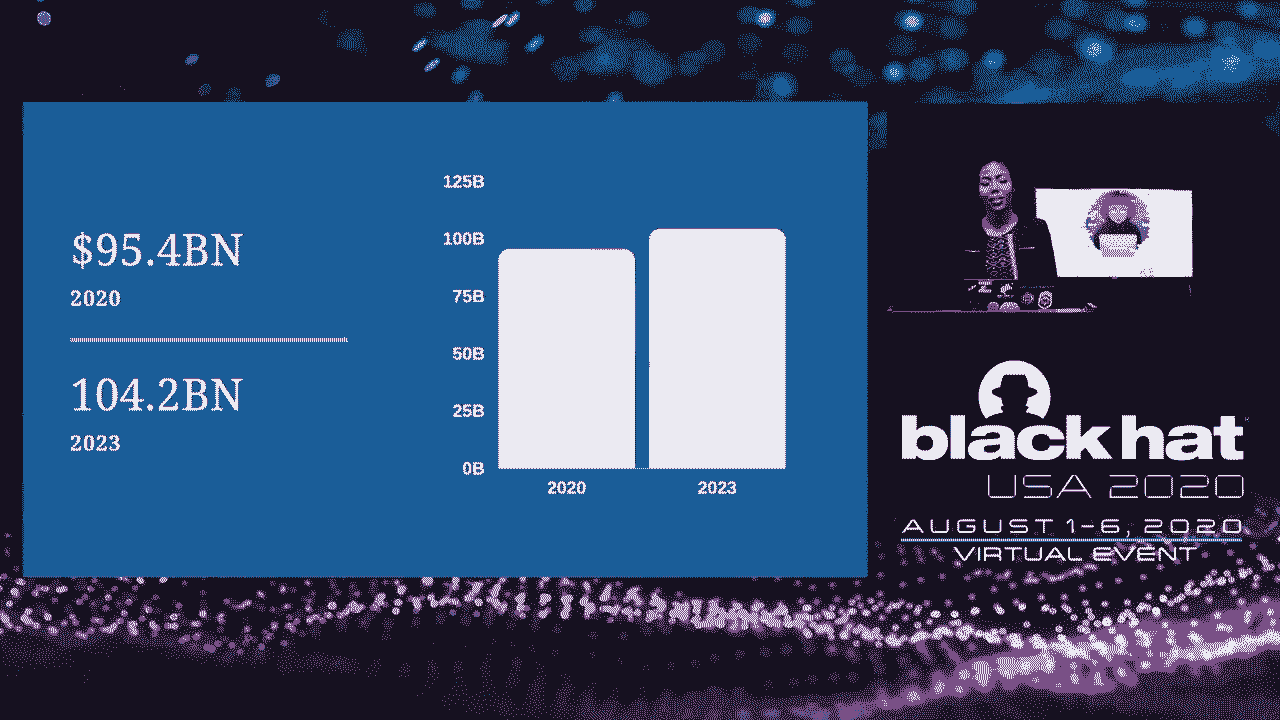 $95.4BN
2020
104.2BN
2023
125B
100B
75B
50B
25B
0B
2020
2023
black hat
USA 2020
AUGUST 1-6, 2020
VIRTUAL EVENT